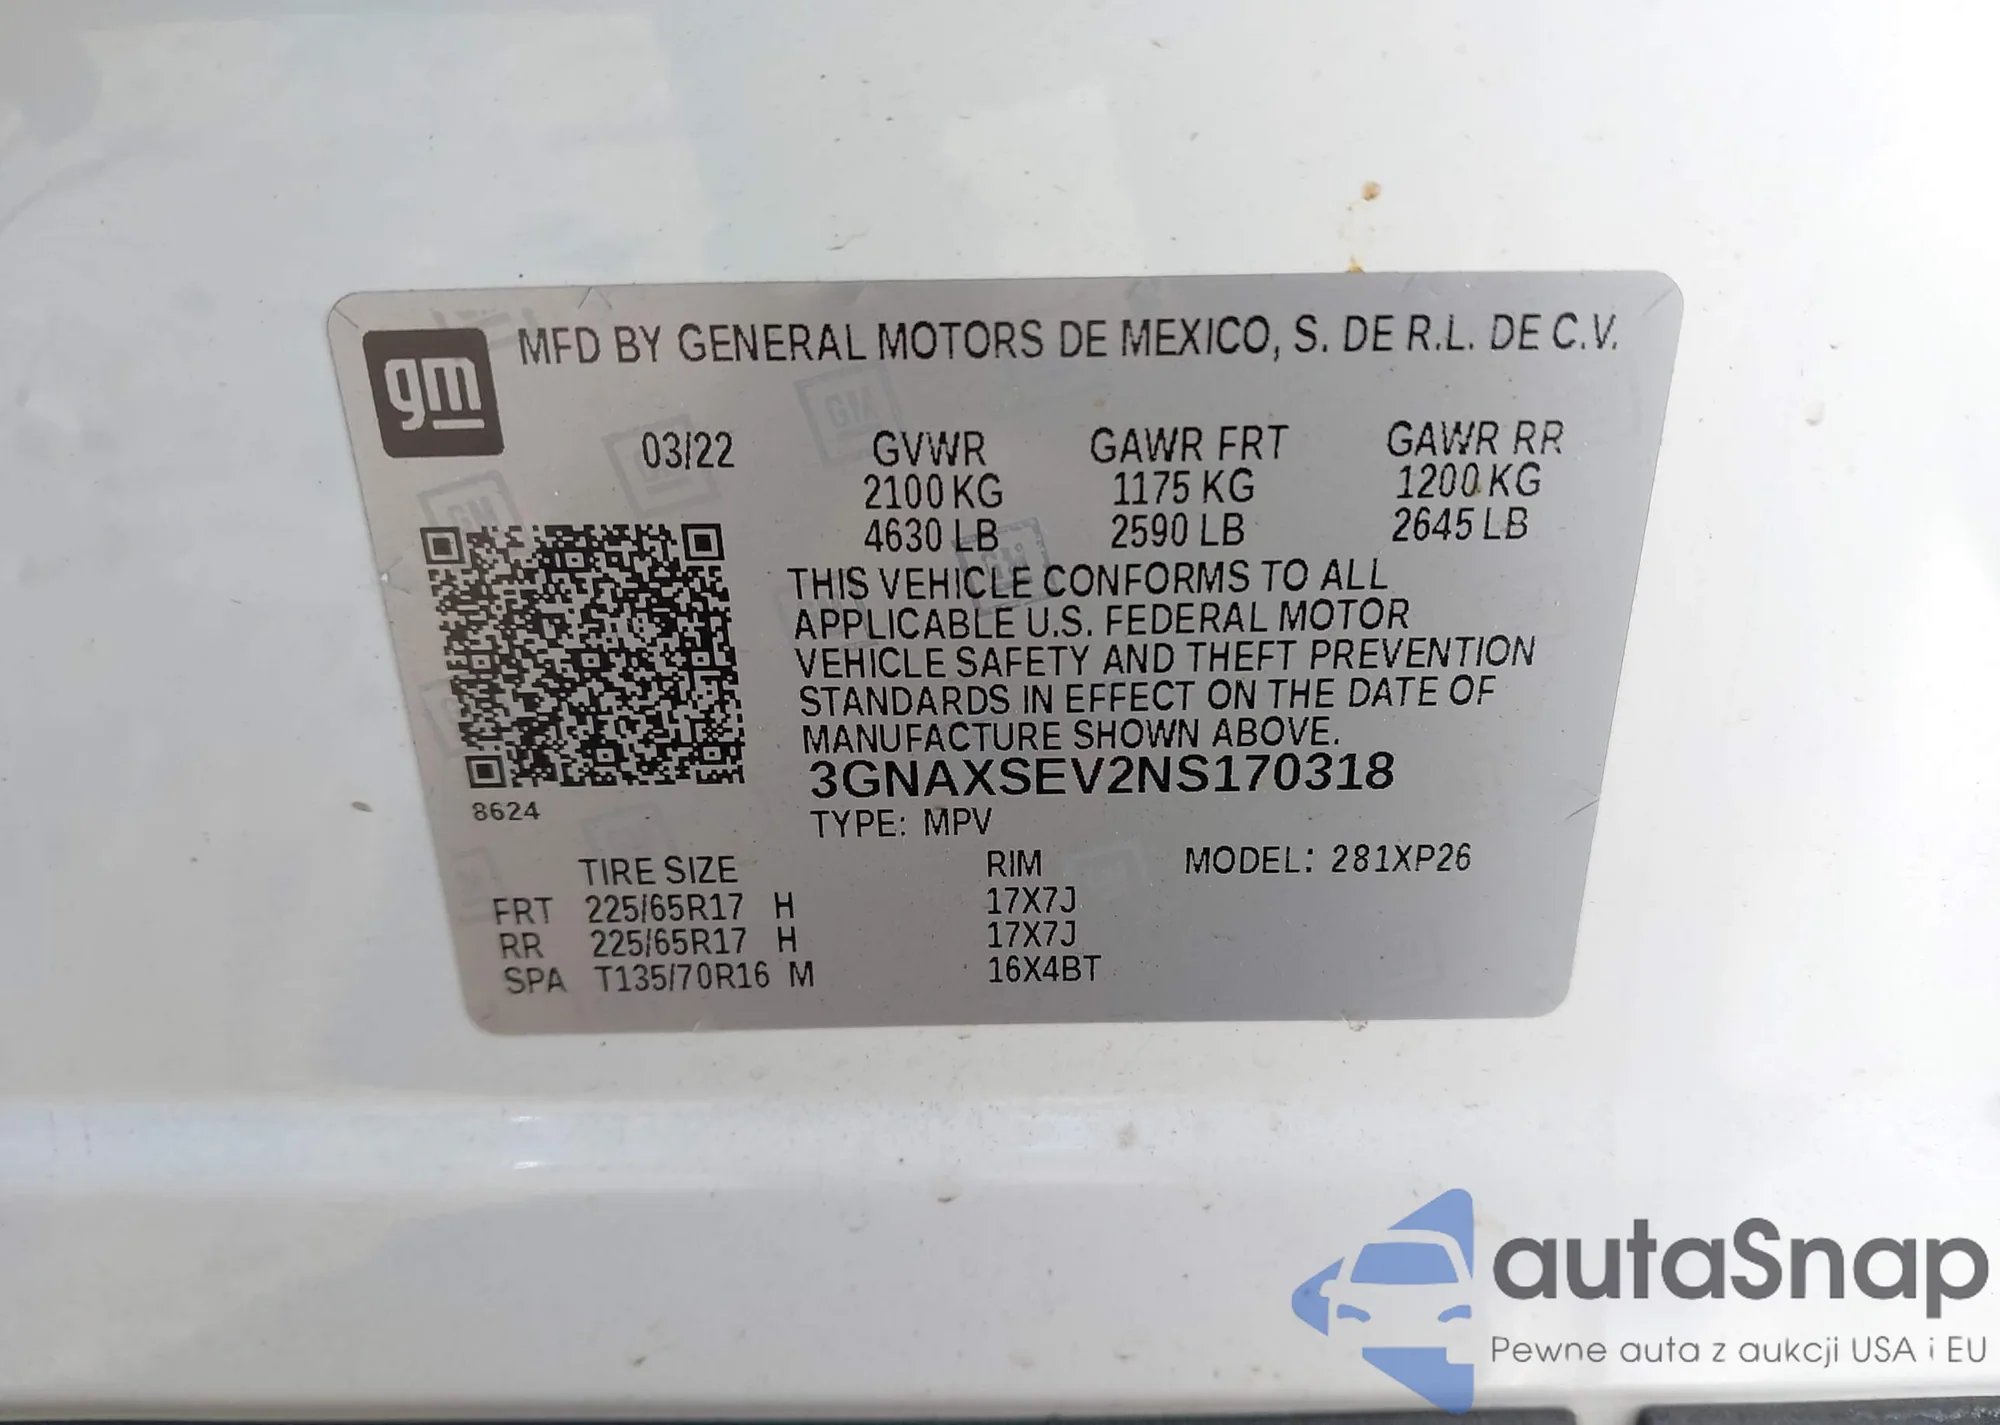 gm
MFD BY GENERAL MOTORS DE MEXICO, S. DE R.L. DE C.V.
03/22 GVWR GAWR FRT GAWR RR
2100 KG 1175 KG 1200 KG
4630 LB 2590 LB 2645 LB
THIS VEHICLE CONFORMS TO ALL
APPLICABLE U.S. FEDERAL MOTOR
VEHICLE SAFETY AND THEFT PREVENTION
STANDARDS IN EFFECT ON THE DATE OF
MANUFACTURE SHOWN ABOVE.
3GNAXSEV2NS170318
8624
TYPE: MPV
TIRE SIZE RIM MODEL: 281XP26
FRT 225/65R17 H 17X7J
RR 225/65R17 H 17X7J
SPA T135/70R16 M 16X4BT
autaSnap
Pewne auta z aukcji USA i EU